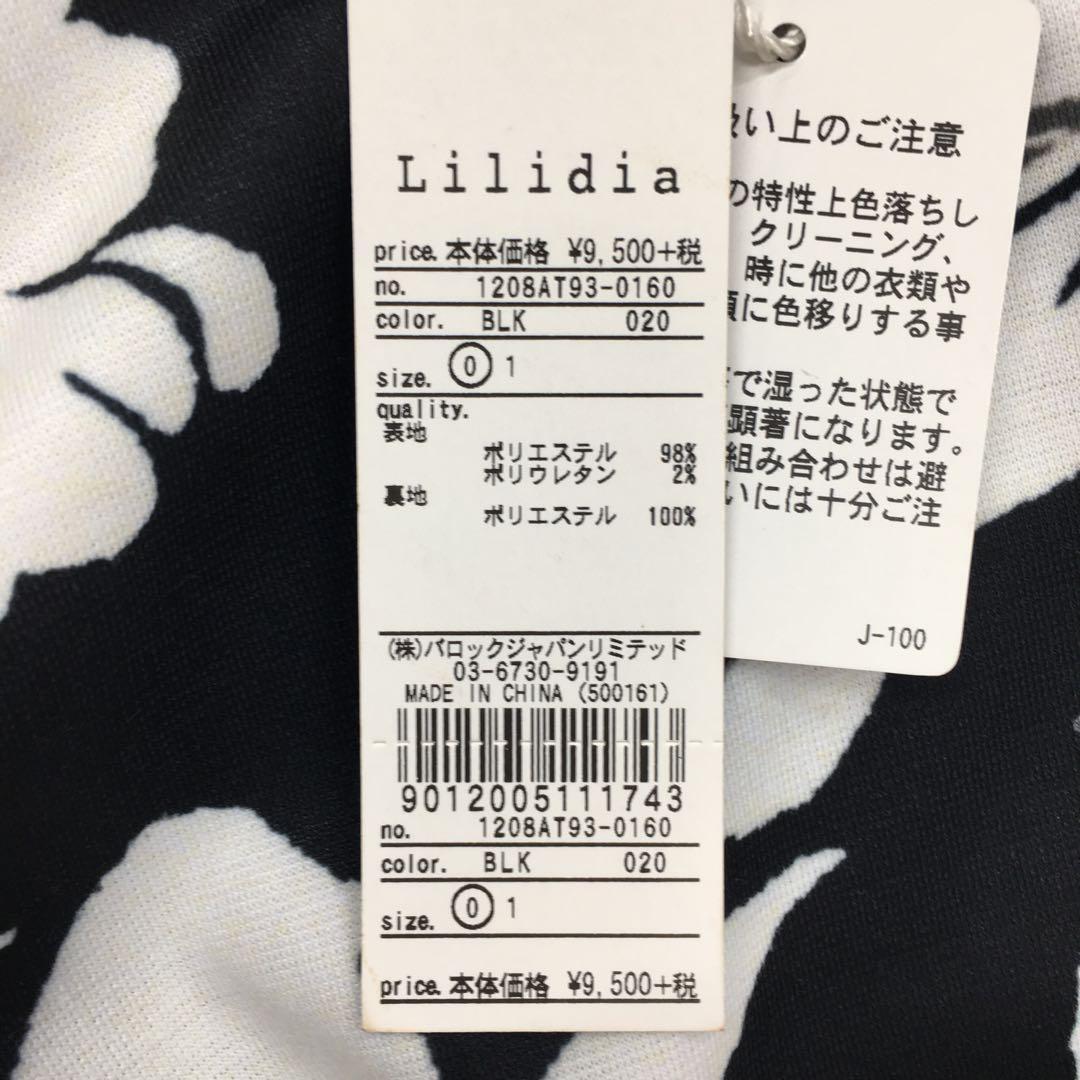 Lilidia
price. 本体価格 ¥9,500+税
no. 1208AT93-0160
color. BLK 020
size. 0 1
quality.
表地
ポリエステル 98%
ポリウレタン 2%
裏地
ポリエステル 100%
(株)バロックジャパンリミテッド
03-6730-9191
MADE IN CHINA (500161)
9012005111743
no. 1208AT93-0160
color. BLK 020
size. 0 1
price. 本体価格 ¥9,500+税
い上のご注意
の特性上色落ちし
クリーニング、
時に他の衣類や
に色移りする事
で湿った状態で
顕著になります。
組み合わせは避
いには十分ご注
J-100